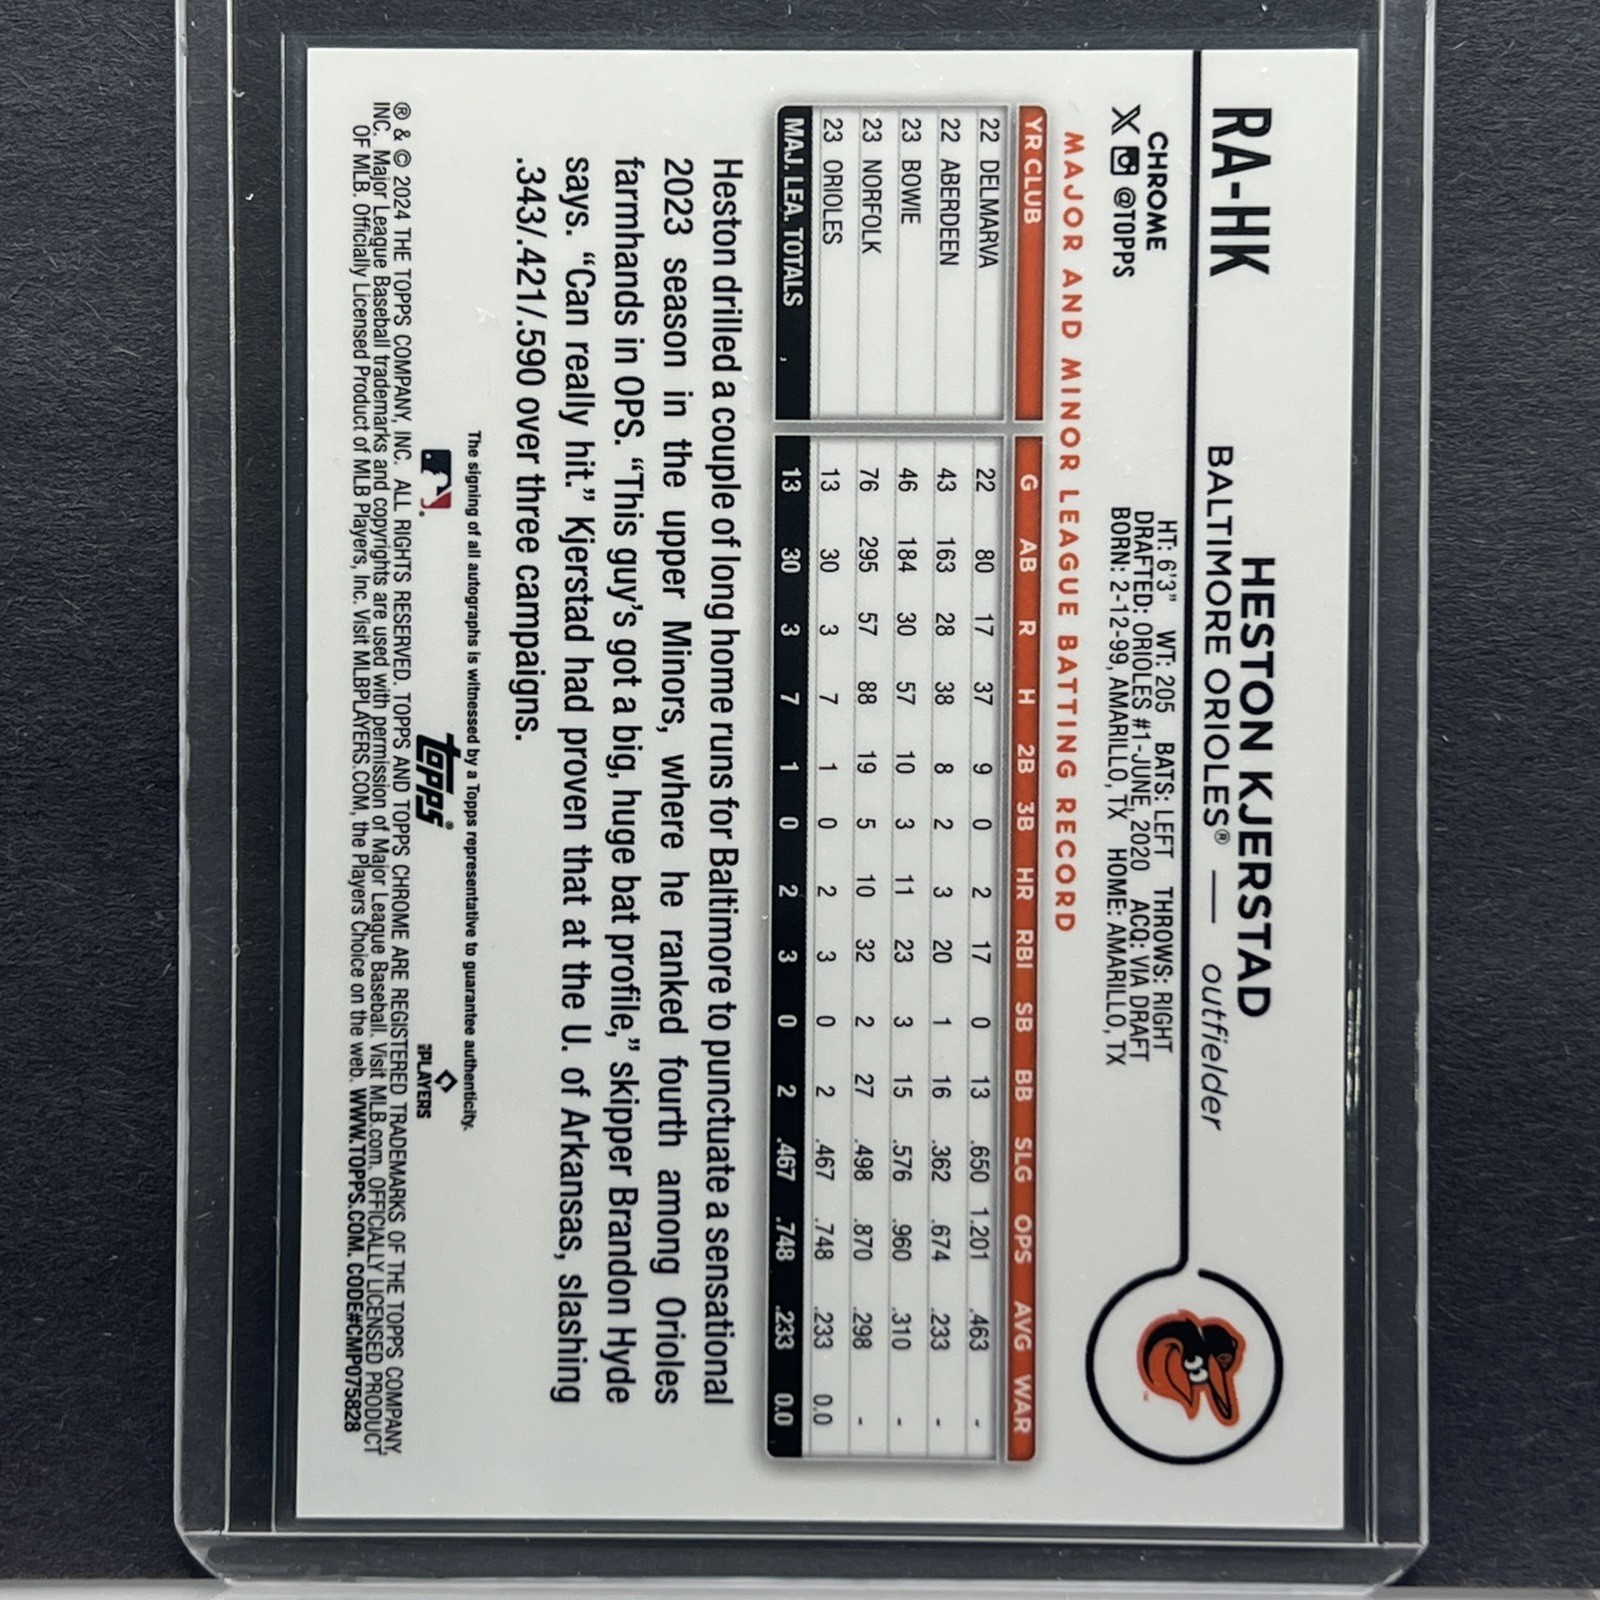 RA-HK
HESTON KJERSTAD
BALTIMORE ORIOLES® — outfielder
CHROME
@TOPPS
HT: 6'3" WT: 205 BATS: LEFT THROWS: RIGHT
DRAFTED: ORIOLES #1-JUNE, 2020 ACQ: VIA DRAFT
BORN: 2-12-99, AMARILLO, TX HOME: AMARILLO, TX
MAJOR AND MINOR LEAGUE BATTING RECORD
YR CLUB G AB R H 2B 3B HR RBI SB BB SLG OPS AVG WAR
22 DELMARVA 22 80 17 37 9 0 2 17 0 13 .650 1.201 .463 -
22 ABERDEEN 43 163 28 38 8 2 3 20 1 16 .362 .674 .233 -
23 BOWIE 46 184 30 57 10 3 11 23 3 15 .576 .960 .310 -
23 NORFOLK 76 295 57 88 19 5 10 32 2 27 .498 .870 .298 -
23 ORIOLES 13 30 3 7 1 0 2 3 0 2 .467 .748 .233 0.0
MAJ. LEA. TOTALS 13 30 3 7 1 0 2 3 0 2 .467 .748 .233 0.0
Heston drilled a couple of long home runs for Baltimore to punctuate a sensational
2023 season in the upper Minors, where he ranked fourth among Orioles
farmhands in OPS. “This guy’s got a big, huge bat profile,” skipper Brandon Hyde
says. “Can really hit.” Kjerstad had proven that at the U. of Arkansas, slashing
.343/.421/.590 over three campaigns.
The signing of all autographs is witnessed by a Topps representative to guarantee authenticity.
topps®
PLAYERS
® & © 2024 THE TOPPS COMPANY, INC. ALL RIGHTS RESERVED. TOPPS AND TOPPS CHROME ARE REGISTERED TRADEMARKS OF THE TOPPS COMPANY,
INC. Major League Baseball trademarks and copyrights are used with permission of Major League Baseball. Visit MLB.com. OFFICIALLY LICENSED PRODUCT
OF MLB. Officially Licensed Product of MLB Players, Inc. Visit MLBPLAYERS.COM, the Players Choice on the web. WWW.TOPPS.COM. CODE#CMP075828